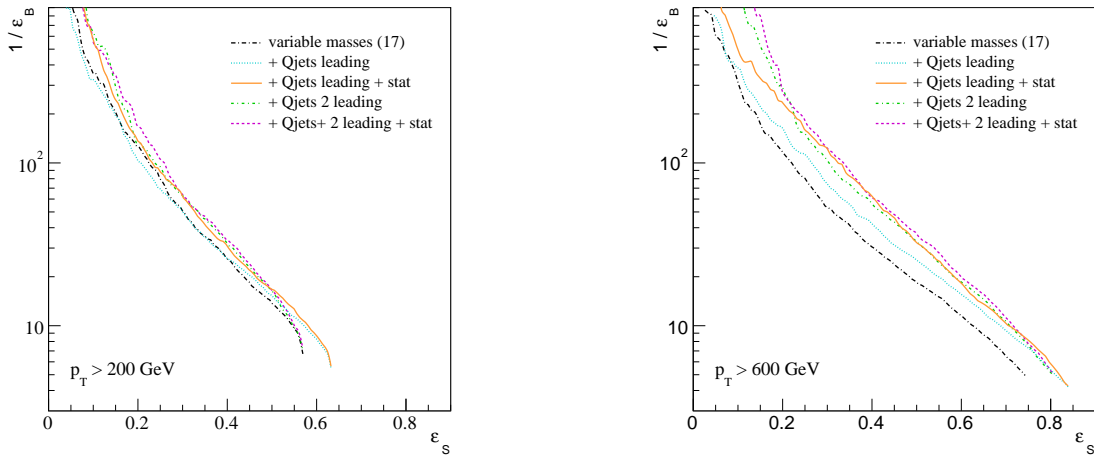 1 / ε_B
variable masses (17)
+ Qjets leading
+ Qjets leading + stat
+ Qjets 2 leading
+ Qjets+ 2 leading + stat
10^2
10
p_T > 200 GeV
0 0.2 0.4 0.6 0.8
ε_S
1 / ε_B
variable masses (17)
+ Qjets leading
+ Qjets leading + stat
+ Qjets 2 leading
+ Qjets+ 2 leading + stat
10^2
10
p_T > 600 GeV
0 0.2 0.4 0.6 0.8
ε_S